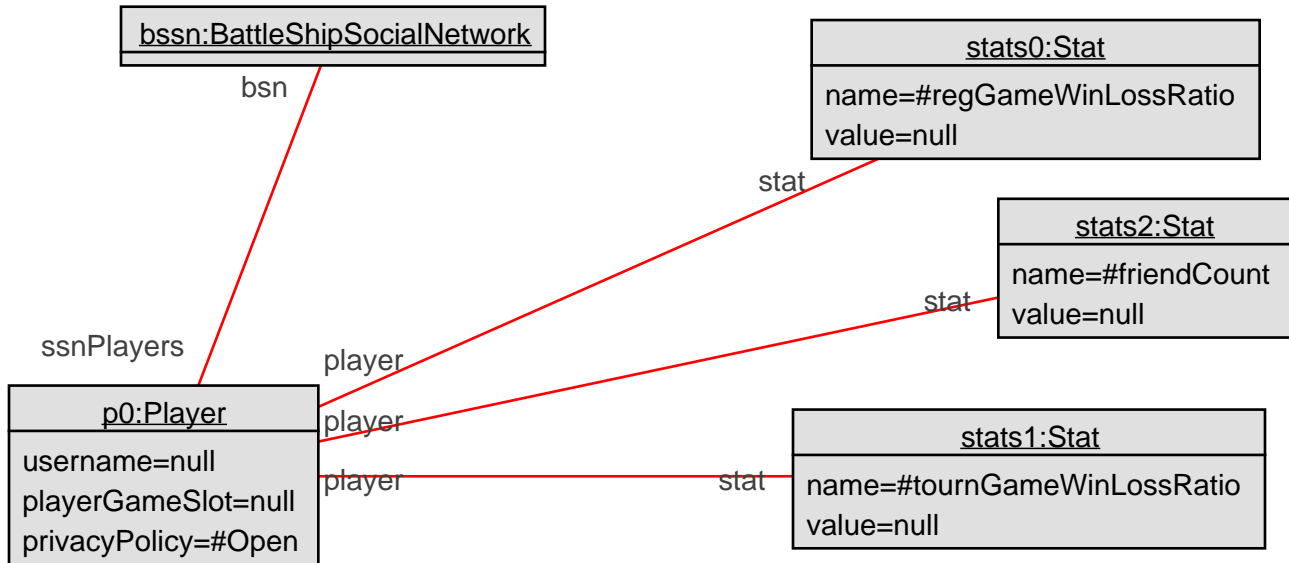 bssn:BattleShipSocialNetwork
bsn
stats0:Stat
name=#regGameWinLossRatio
value=null
stat
stats2:Stat
name=#friendCount
value=null
stat
ssnPlayers
player
p0:Player
username=null
playerGameSlot=null
privacyPolicy=#Open
player
player
stat
stats1:Stat
name=#tournGameWinLossRatio
value=null